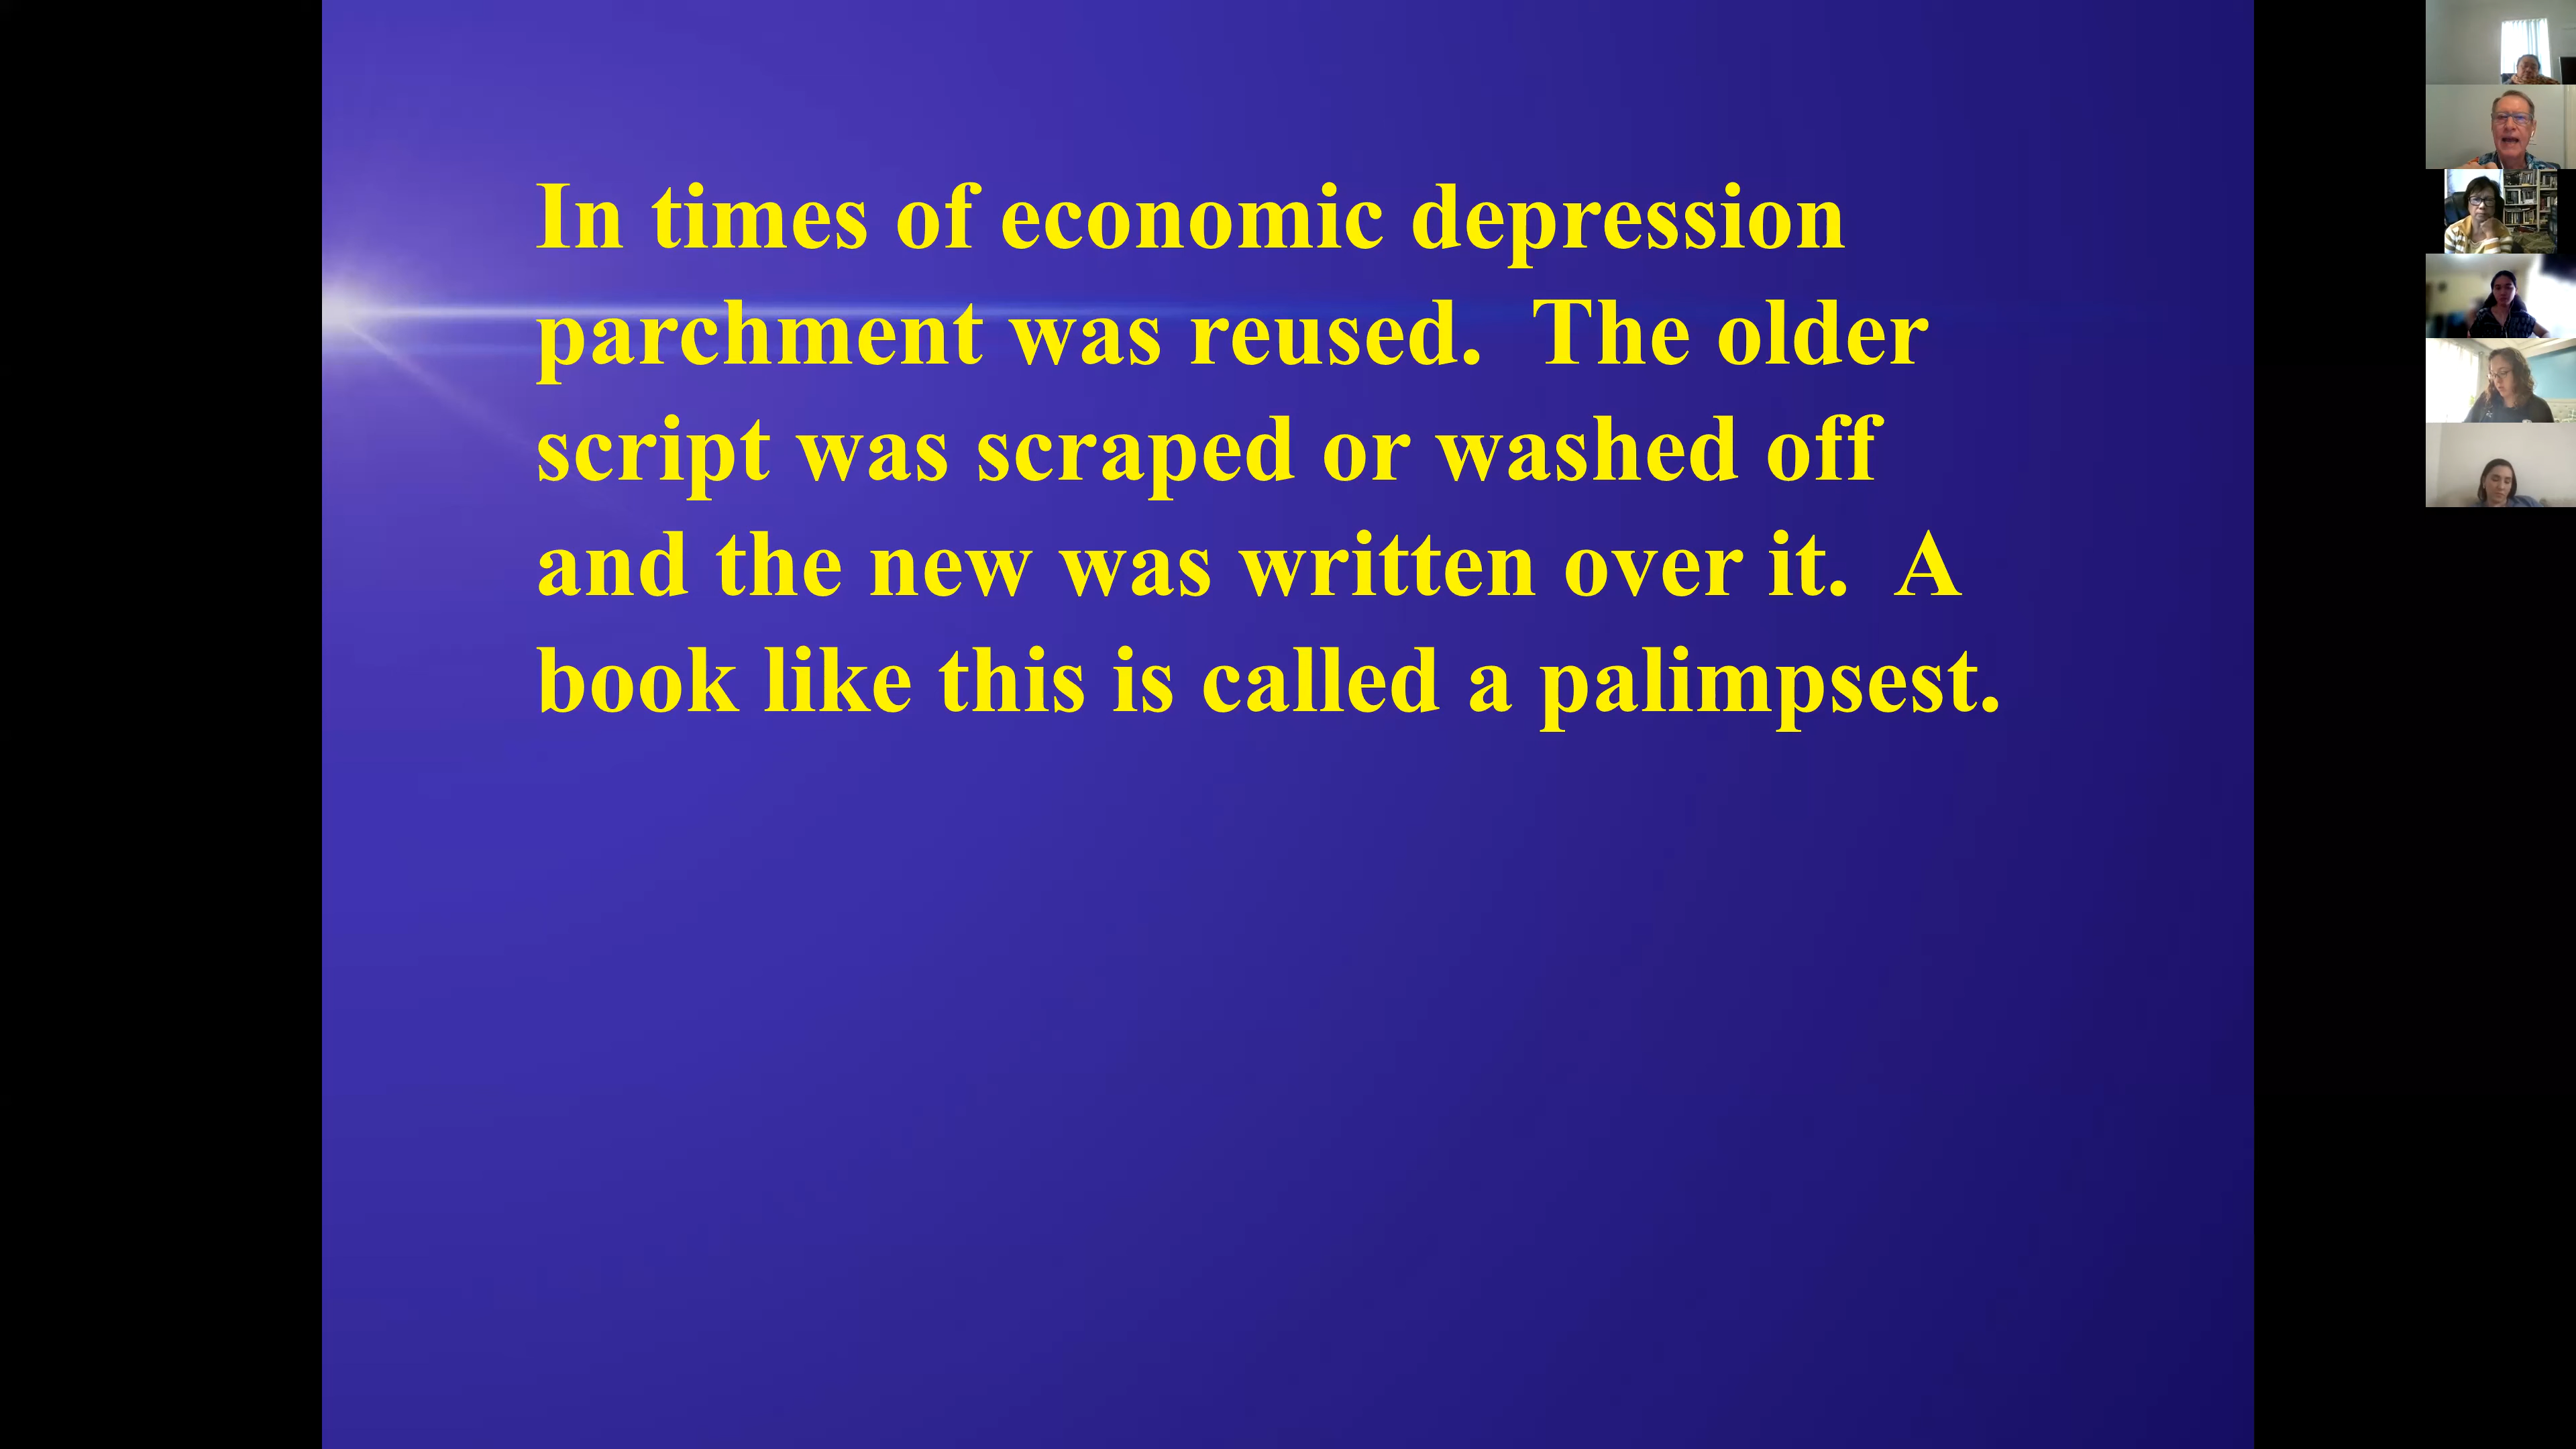 In times of economic depression
parchment was reused.  The older
script was scraped or washed off
and the new was written over it.  A
book like this is called a palimpsest.